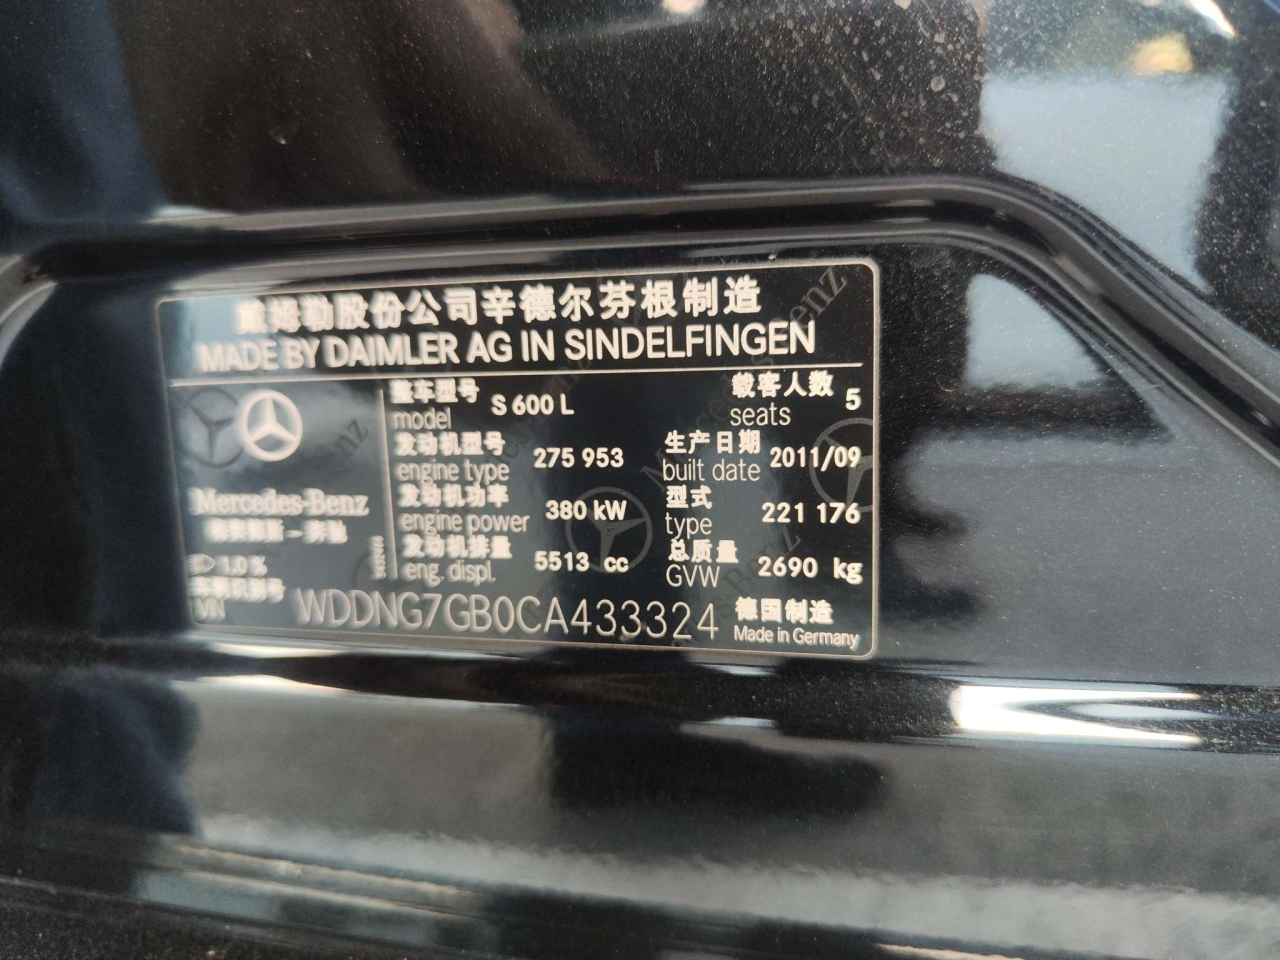 戴姆勒股份公司辛德尔芬根制造
MADE BY DAIMLER AG IN SINDELFINGEN
整车型号 model S 600 L
载客人数 seats 5
发动机型号 engine type 275 953
生产日期 built date 2011/09
发动机功率 engine power 380 kW
型式 type 221 176
发动机排量 eng. displ. 5513 cc
总质量 GVW 2690 kg
Mercedes-Benz
梅赛德斯－奔驰
1.0 %
车辆识别号 VIN WDDNG7GB0CA433324
德国制造
Made in Germany
Mercedes-Benz